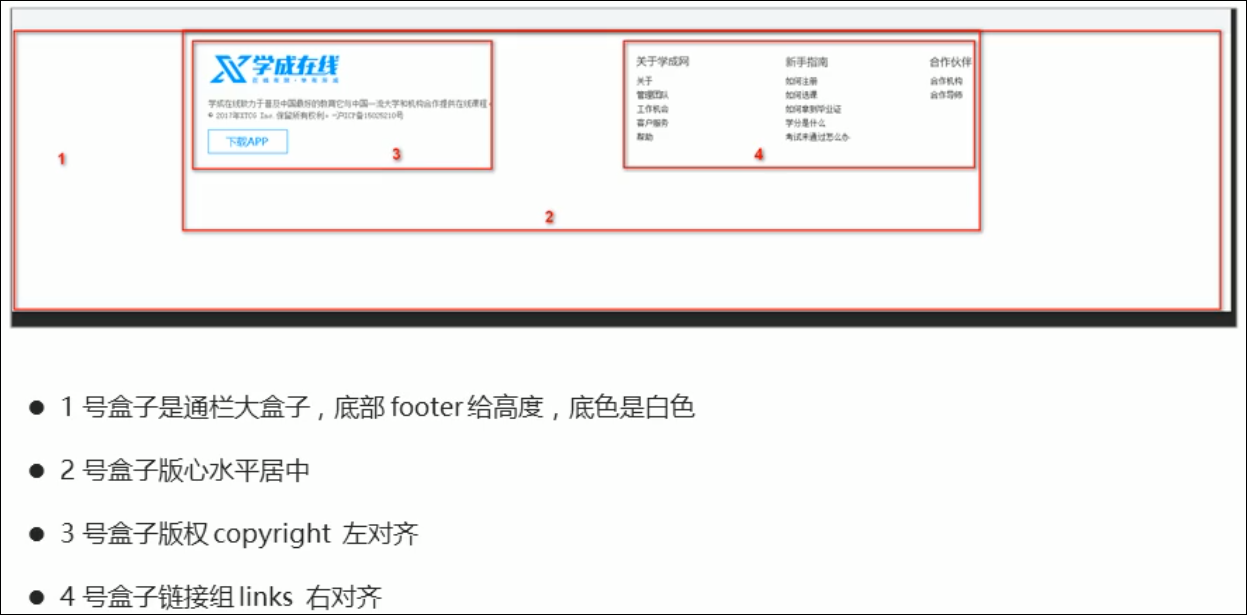 学成在线
关于学成网 新手指南 合作伙伴
关于 如何注册 合作机构
管理团队 如何选课 合作导师
工作机会 如何拿到毕业证
客户服务 学分是什么
帮助 考试未通过怎么办
学成在线致力于普及中国最好的教育它与中国一流大学和机构合作提供在线课程。
© 2017年XTCG Inc.保留所有权利。-沪ICP备15025210号
下载APP
1
3
4
2
1 号盒子是通栏大盒子，底部 footer 给高度，底色是白色
2 号盒子版心水平居中
3 号盒子版权 copyright 左对齐
4 号盒子链接组 links 右对齐